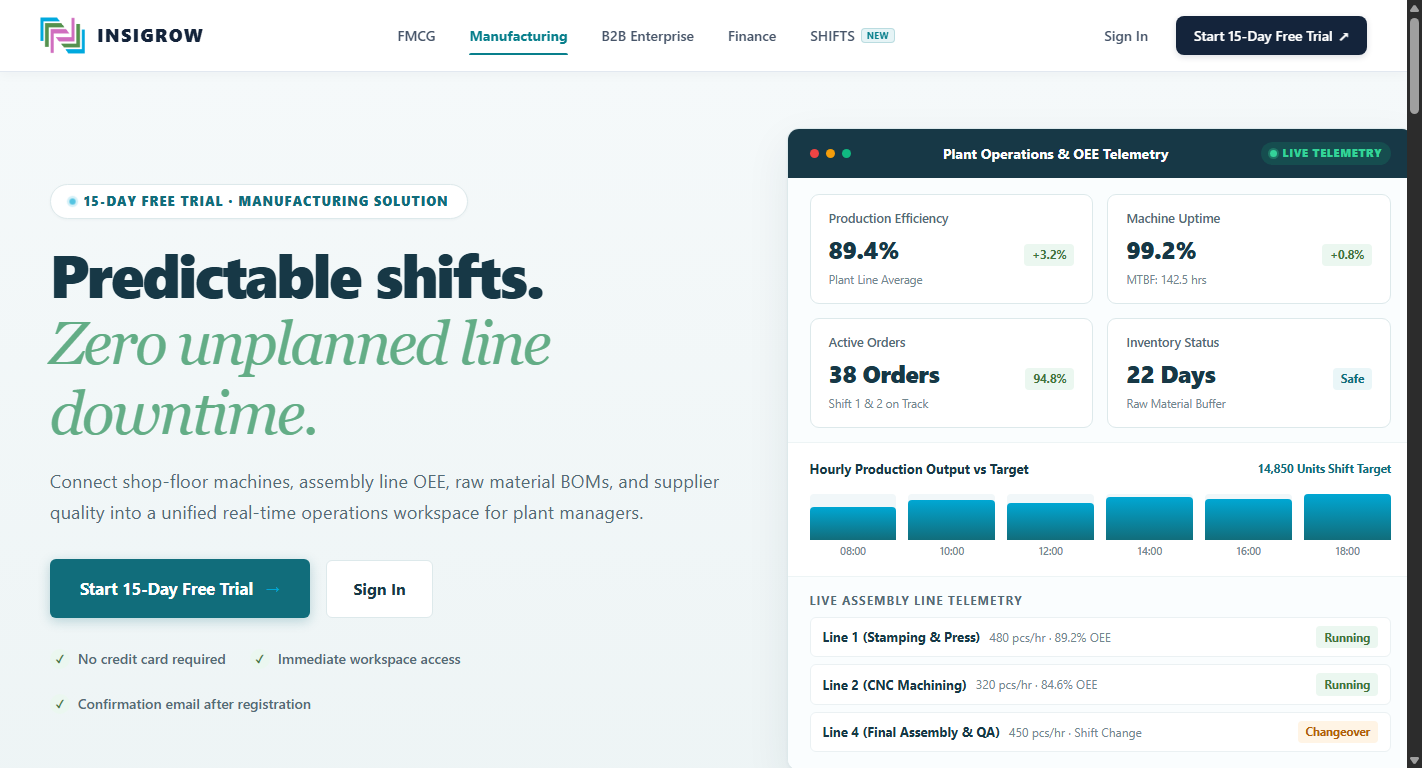 INSIGROW
FMCG
Manufacturing
B2B Enterprise
Finance
SHIFTS NEW
Sign In
Start 15-Day Free Trial ↗
15-DAY FREE TRIAL · MANUFACTURING SOLUTION
Predictable shifts.
Zero unplanned line
downtime.
Connect shop-floor machines, assembly line OEE, raw material BOMs, and supplier
quality into a unified real-time operations workspace for plant managers.
Start 15-Day Free Trial →
Sign In
✓ No credit card required
✓ Immediate workspace access
✓ Confirmation email after registration
Plant Operations & OEE Telemetry
LIVE TELEMETRY
Production Efficiency
89.4%
+3.2%
Plant Line Average
Machine Uptime
99.2%
+0.8%
MTBF: 142.5 hrs
Active Orders
38 Orders
94.8%
Shift 1 & 2 on Track
Inventory Status
22 Days
Safe
Raw Material Buffer
Hourly Production Output vs Target
14,850 Units Shift Target
08:00
10:00
12:00
14:00
16:00
18:00
LIVE ASSEMBLY LINE TELEMETRY
Line 1 (Stamping & Press) 480 pcs/hr · 89.2% OEE
Running
Line 2 (CNC Machining) 320 pcs/hr · 84.6% OEE
Running
Line 4 (Final Assembly & QA) 450 pcs/hr · Shift Change
Changeover